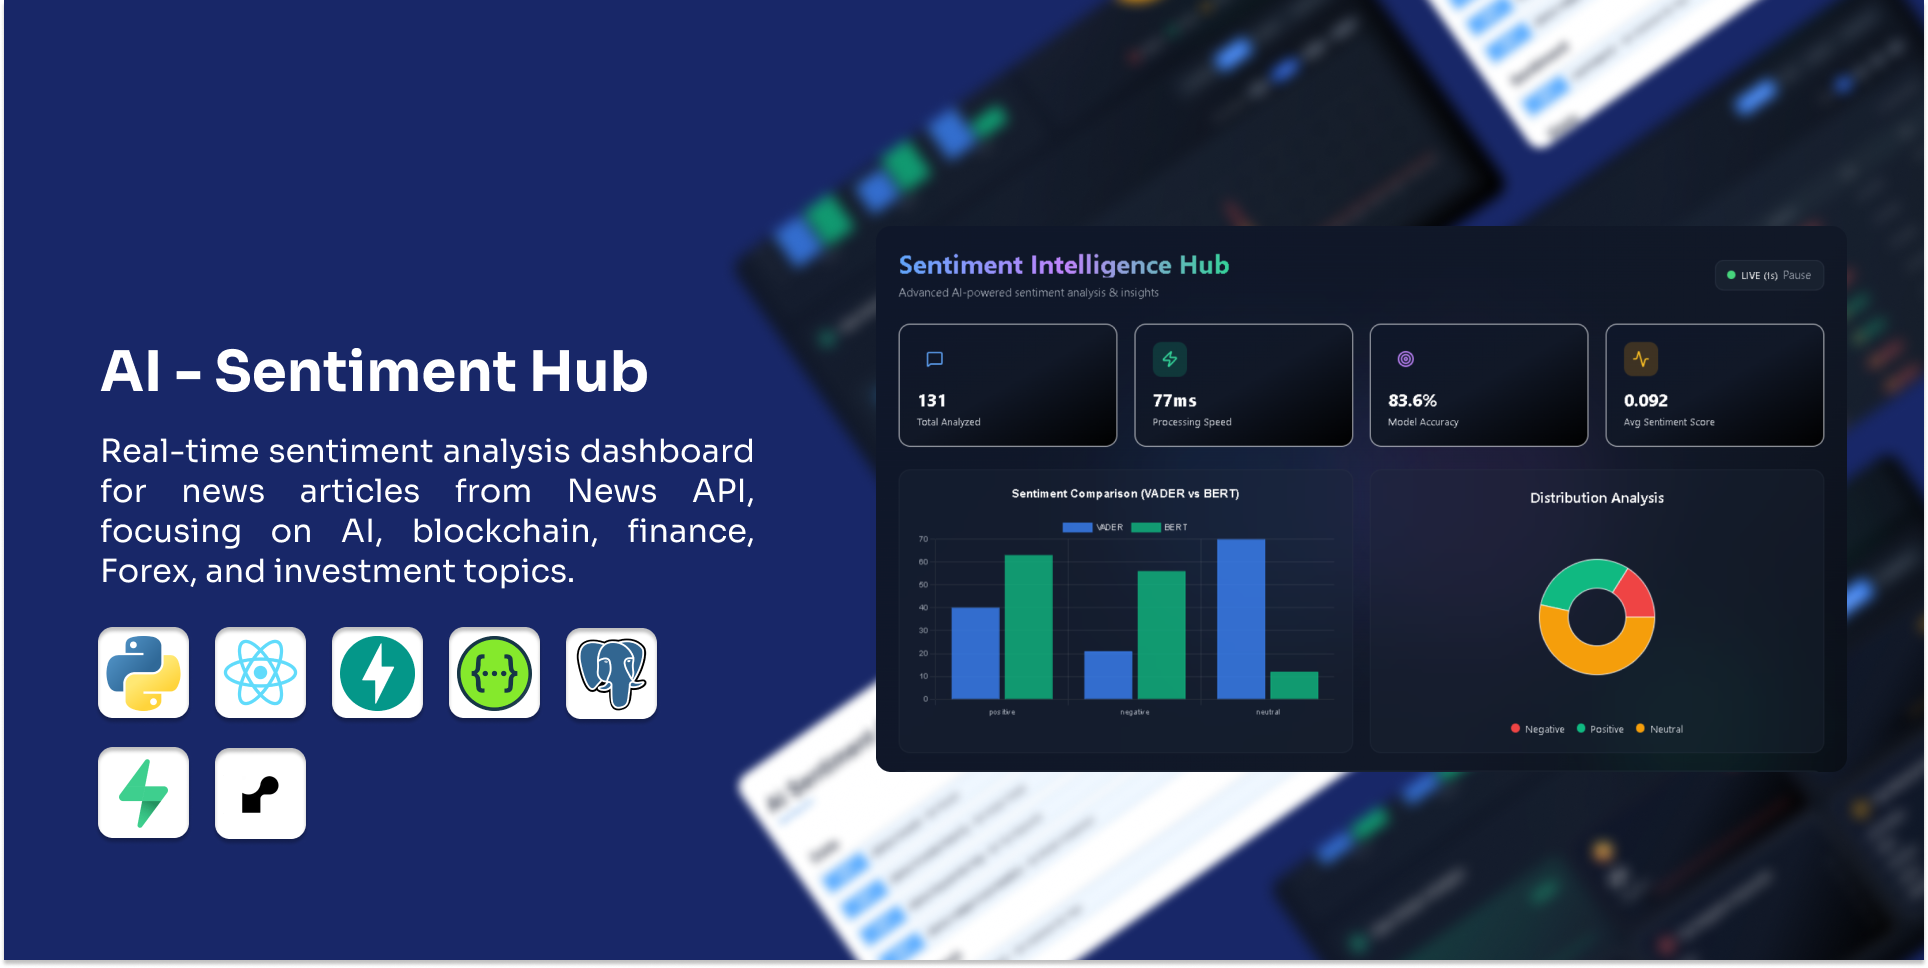 AI - Sentiment Hub
Real-time sentiment analysis dashboard
for news articles from News API,
focusing on AI, blockchain, finance,
Forex, and investment topics.
Sentiment Intelligence Hub
Advanced AI-powered sentiment analysis & insights
LIVE (1s) Pause
131
Total Analyzed
77ms
Processing Speed
83.6%
Model Accuracy
0.092
Avg Sentiment Score
Sentiment Comparison (VADER vs BERT)
VADER BERT
70
60
50
40
30
20
10
0
positive negative neutral
Distribution Analysis
Negative Positive Neutral